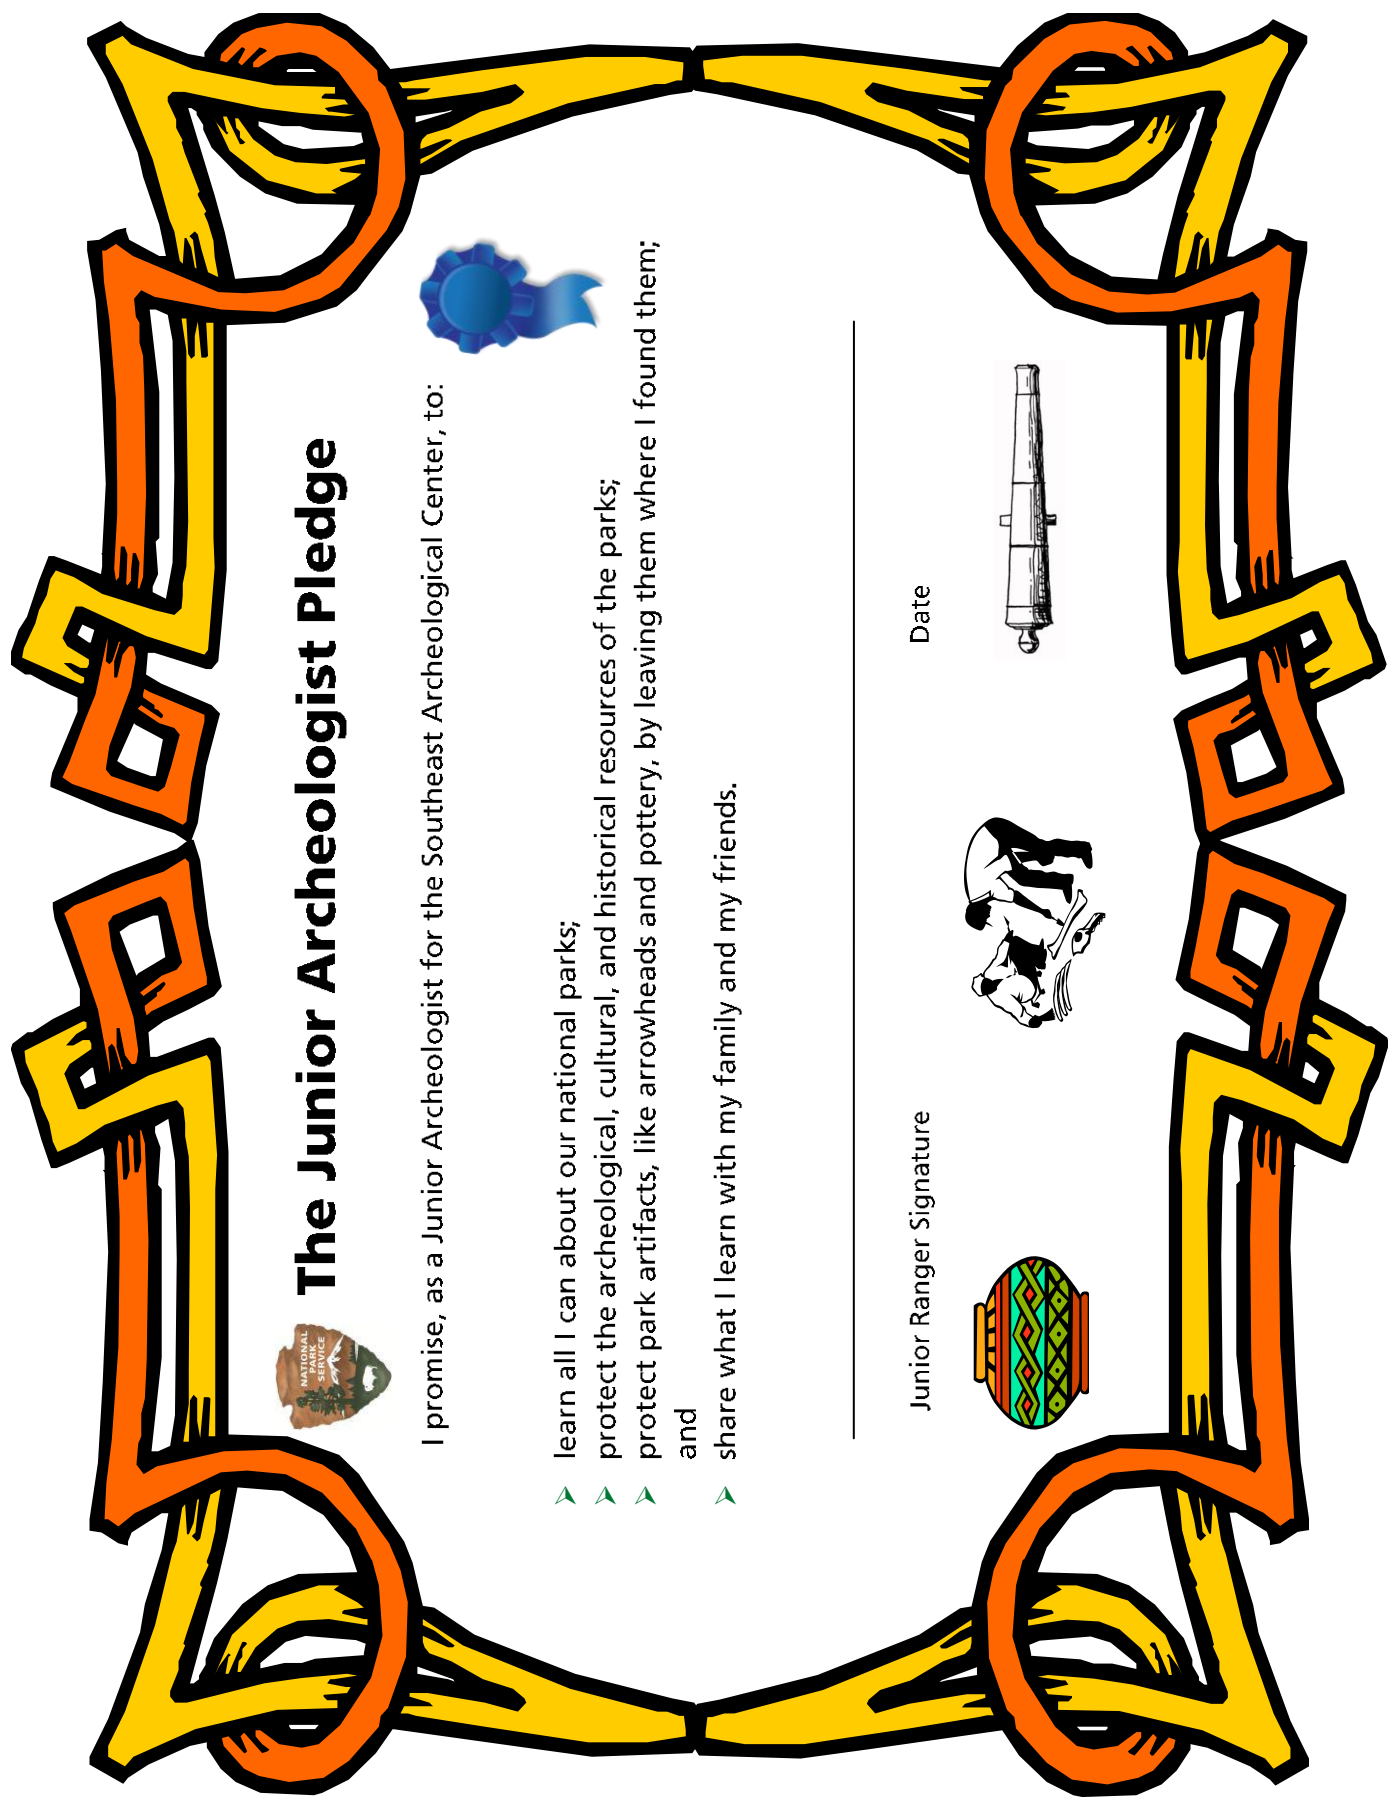 NATIONAL
PARK
SERVICE
The Junior Archeologist Pledge
I promise, as a Junior Archeologist for the Southeast Archeological Center, to:
➢ learn all I can about our national parks;
➢ protect the archeological, cultural, and historical resources of the parks;
➢ protect park artifacts, like arrowheads and pottery, by leaving them where I found them;
and
➢ share what I learn with my family and my friends.
Junior Ranger Signature Date